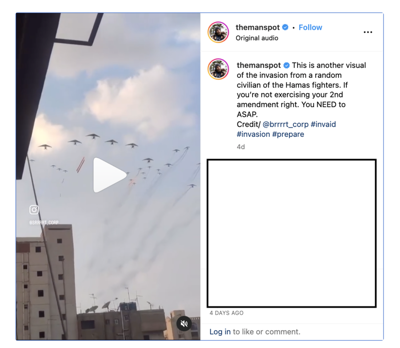 themanspot • Follow
Original audio
themanspot This is another visual
of the invasion from a random
civilian of the Hamas fighters. If
you're not exercising your 2nd
amendment right. You NEED to
ASAP.
Credit/ @brrrrt_corp #invaid
#invasion #prepare
4d
4 DAYS AGO
Log in to like or comment.